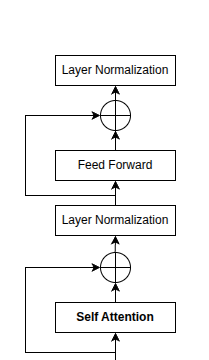 Layer Normalization
Feed Forward
Layer Normalization
Self Attention